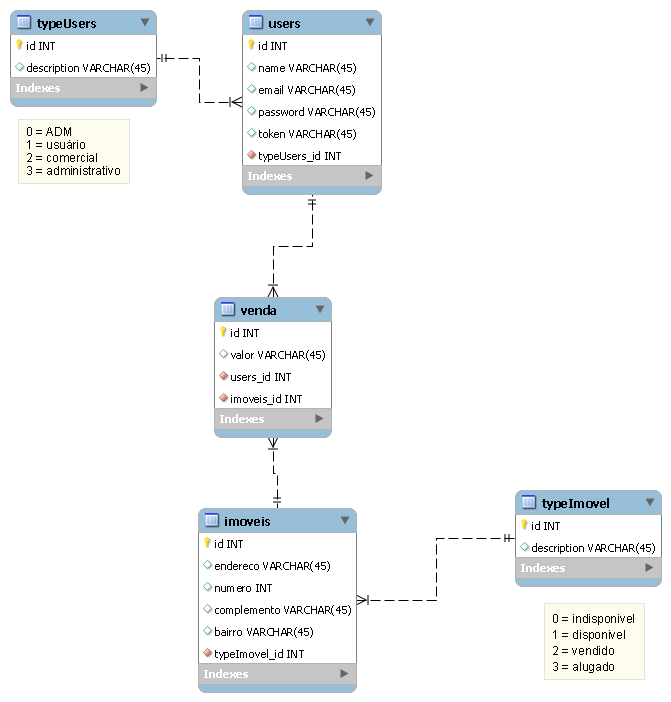 typeUsers
id INT
description VARCHAR(45)
Indexes
0 = ADM
1 = usuário
2 = comercial
3 = administrativo
users
id INT
name VARCHAR(45)
email VARCHAR(45)
password VARCHAR(45)
token VARCHAR(45)
typeUsers_id INT
Indexes
venda
id INT
valor VARCHAR(45)
users_id INT
imoveis_id INT
Indexes
imoveis
id INT
endereco VARCHAR(45)
numero INT
complemento VARCHAR(45)
bairro VARCHAR(45)
typeImovel_id INT
Indexes
typeImovel
id INT
description VARCHAR(45)
Indexes
0 = indisponivel
1 = disponivel
2 = vendido
3 = alugado